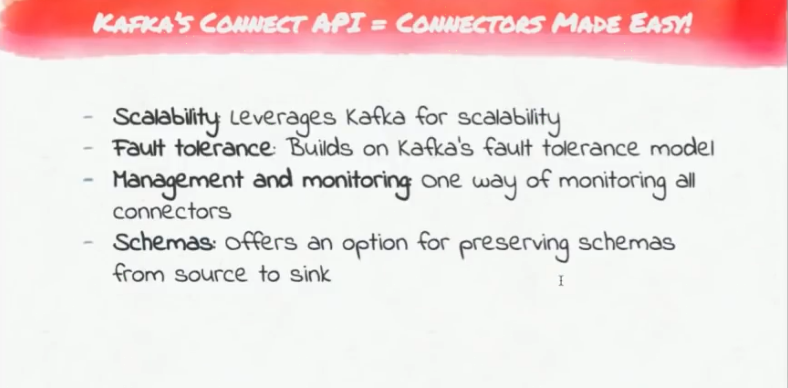 KAFKA'S CONNECT API = CONNECTORS MADE EASY!
- Scalability: Leverages Kafka for scalability
- Fault tolerance: Builds on Kafka's fault tolerance model
- Management and monitoring: One way of monitoring all
connectors
- Schemas: Offers an option for preserving schemas
from source to sink